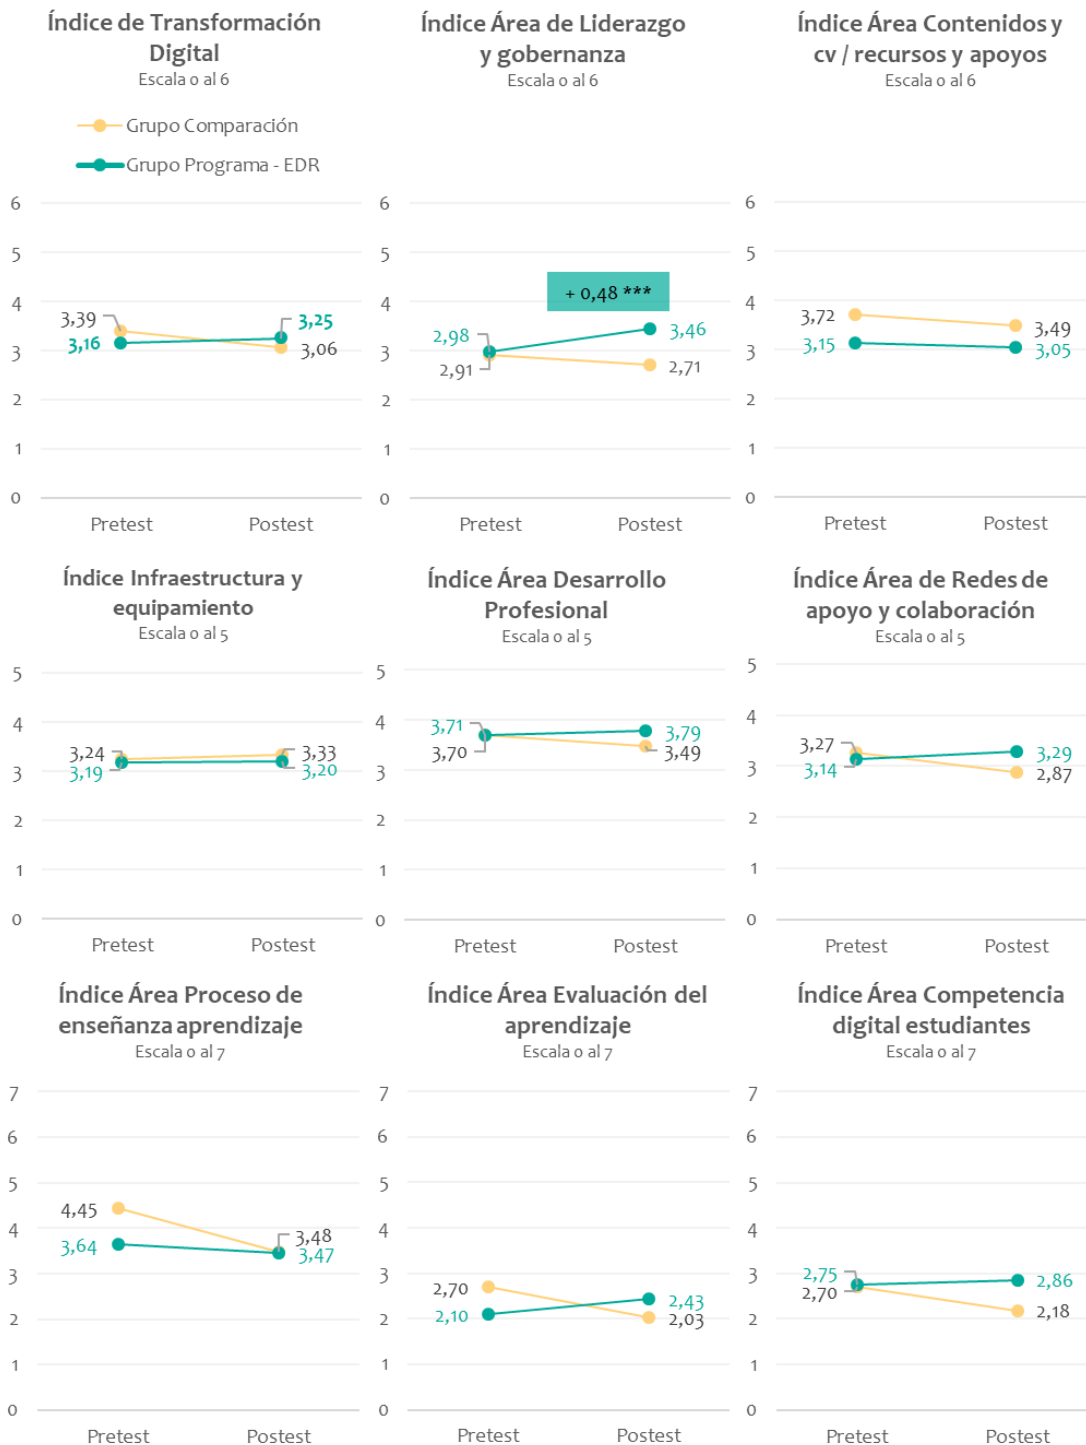 Índice de Transformación
Digital
Escala 0 al 6
Grupo Comparación
Grupo Programa - EDR
6
5
4
3
2
1
0
3,39
3,16
3,25
3,06
Pretest
Postest
Índice Área de Liderazgo
y gobernanza
Escala 0 al 6
6
5
4
3
2
1
0
+ 0,48 ***
2,98
2,91
3,46
2,71
Pretest
Postest
Índice Área Contenidos y
cv / recursos y apoyos
Escala 0 al 6
6
5
4
3
2
1
0
3,72
3,15
3,49
3,05
Pretest
Postest
Índice Infraestructura y
equipamiento
Escala 0 al 5
5
4
3
2
1
0
3,24
3,19
3,33
3,20
Pretest
Postest
Índice Área Desarrollo
Profesional
Escala 0 al 5
5
4
3
2
1
0
3,71
3,70
3,79
3,49
Pretest
Postest
Índice Área de Redes de
apoyo y colaboración
Escala 0 al 5
5
4
3
2
1
0
3,27
3,14
3,29
2,87
Pretest
Postest
Índice Área Proceso de
enseñanza aprendizaje
Escala 0 al 7
7
6
5
4
3
2
1
0
4,45
3,64
3,48
3,47
Pretest
Postest
Índice Área Evaluación del
aprendizaje
Escala 0 al 7
7
6
5
4
3
2
1
0
2,70
2,10
2,43
2,03
Pretest
Postest
Índice Área Competencia
digital estudiantes
Escala 0 al 7
7
6
5
4
3
2
1
0
2,75
2,70
2,86
2,18
Pretest
Postest